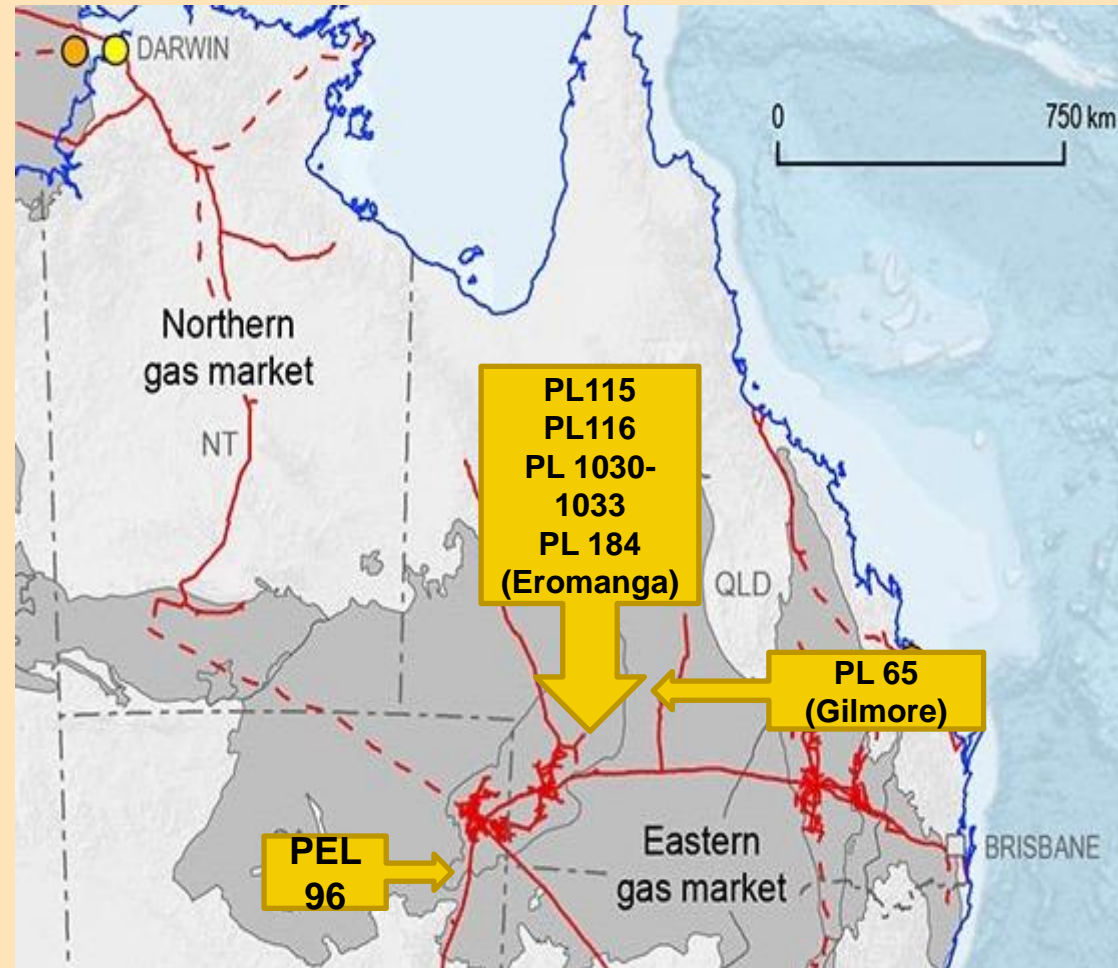 DARWIN
0 750 km
Northern
gas market
NT
PL115
PL116
PL 1030-
1033
PL 184
(Eromanga)
QLD
PL 65
(Gilmore)
PEL
96
Eastern
gas market
BRISBANE